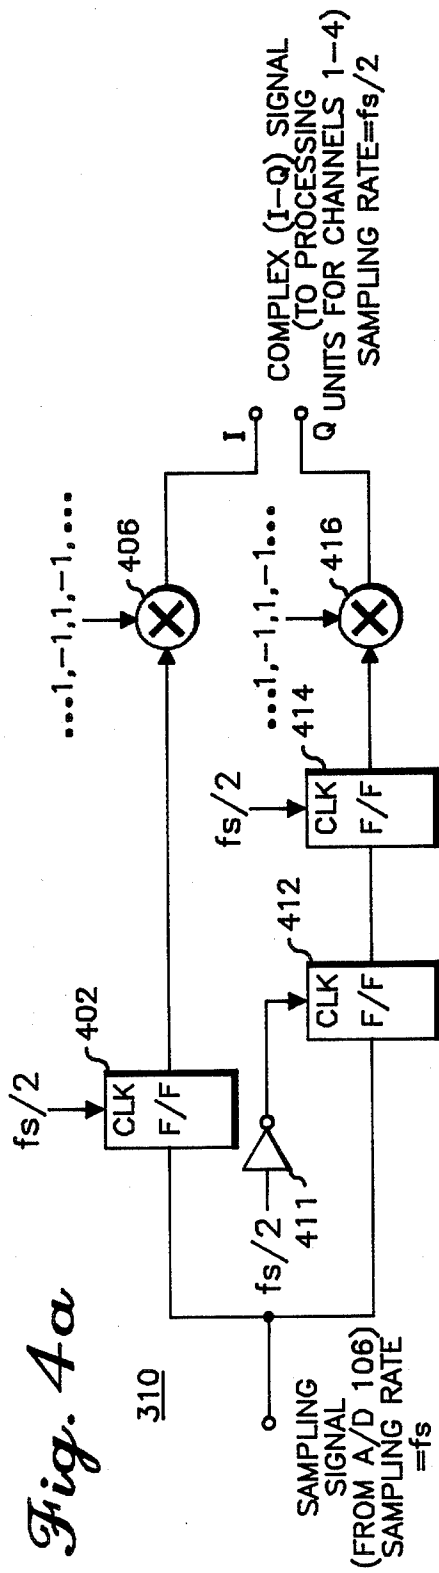 Fig. 4a
310
SAMPLING
SIGNAL
(FROM A/D 106)
SAMPLING RATE
=fs
fs/2
402
CLK
F/F
...1,-1,1,-1,...
406
I
fs/2
411
412
CLK
F/F
fs/2
414
CLK
F/F
...1,-1,1,-1...
416
Q
COMPLEX (I-Q) SIGNAL
(TO PROCESSING
UNITS FOR CHANNELS 1-4)
SAMPLING RATE=fs/2